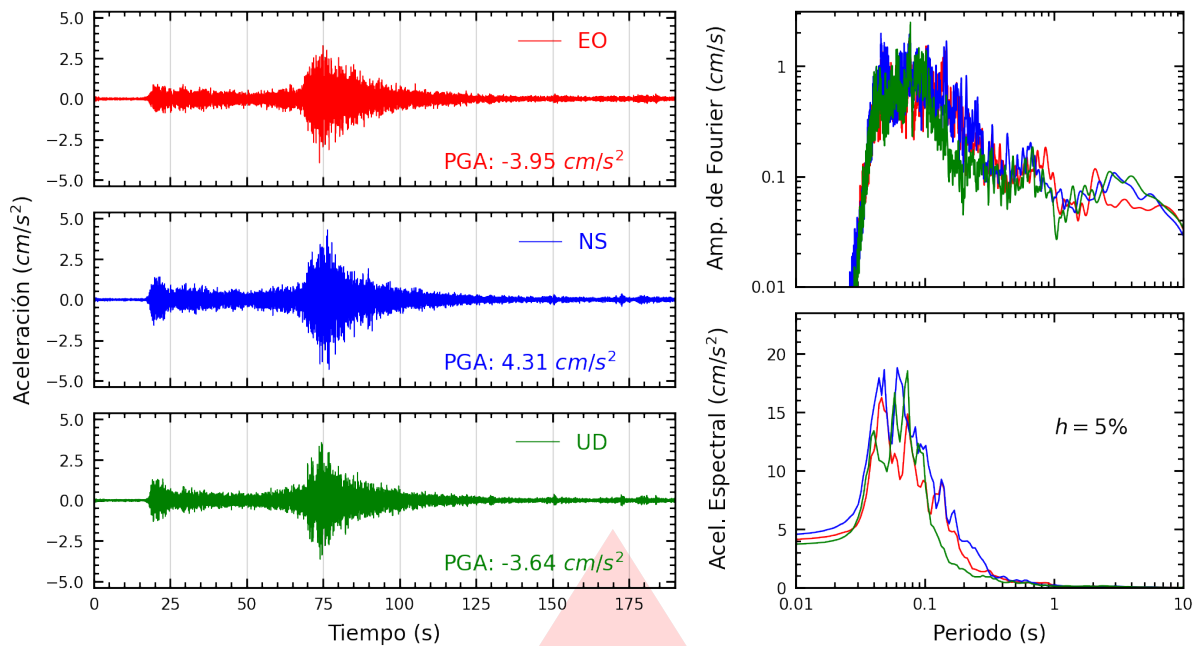 Aceleración (cm/s²)
5.0
2.5
0.0
−2.5
−5.0
EO
PGA: -3.95 cm/s²
5.0
2.5
0.0
−2.5
−5.0
NS
PGA: 4.31 cm/s²
5.0
2.5
0.0
−2.5
−5.0
UD
PGA: -3.64 cm/s²
0 25 50 75 100 125 150 175
Tiempo (s)
Amp. de Fourier (cm/s)
1
0.1
0.01
Acel. Espectral (cm/s²)
20
15
10
5
0
h = 5%
0.01 0.1 1 10
Periodo (s)